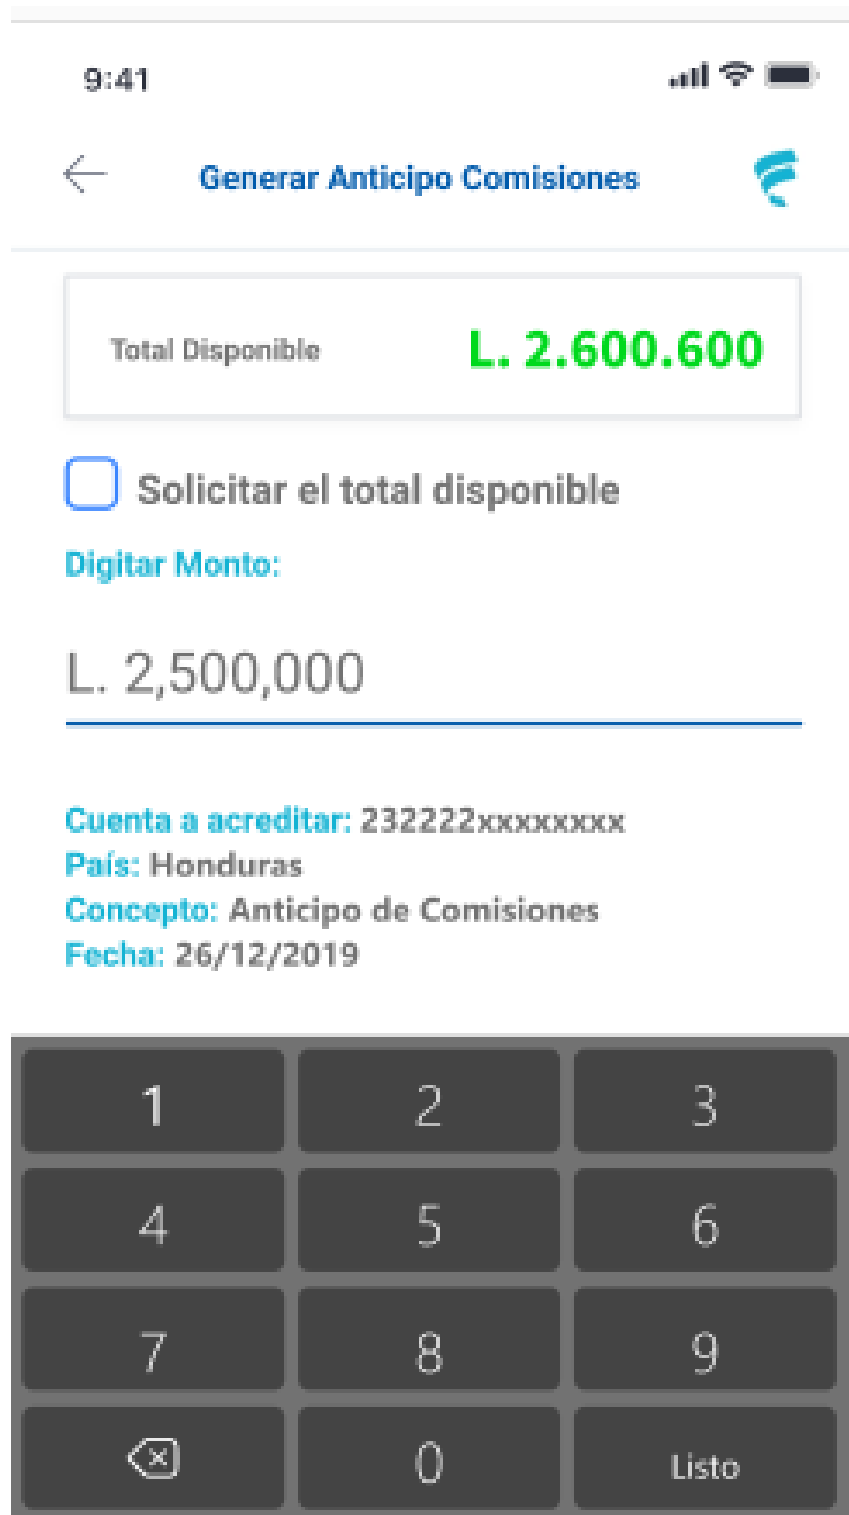 9:41
Generar Anticipo Comisiones
Total Disponible L. 2.600.600
Solicitar el total disponible
Digitar Monto:
L. 2,500,000
Cuenta a acreditar: 232222xxxxxxxx
País: Honduras
Concepto: Anticipo de Comisiones
Fecha: 26/12/2019
1 2 3
4 5 6
7 8 9
0 Listo